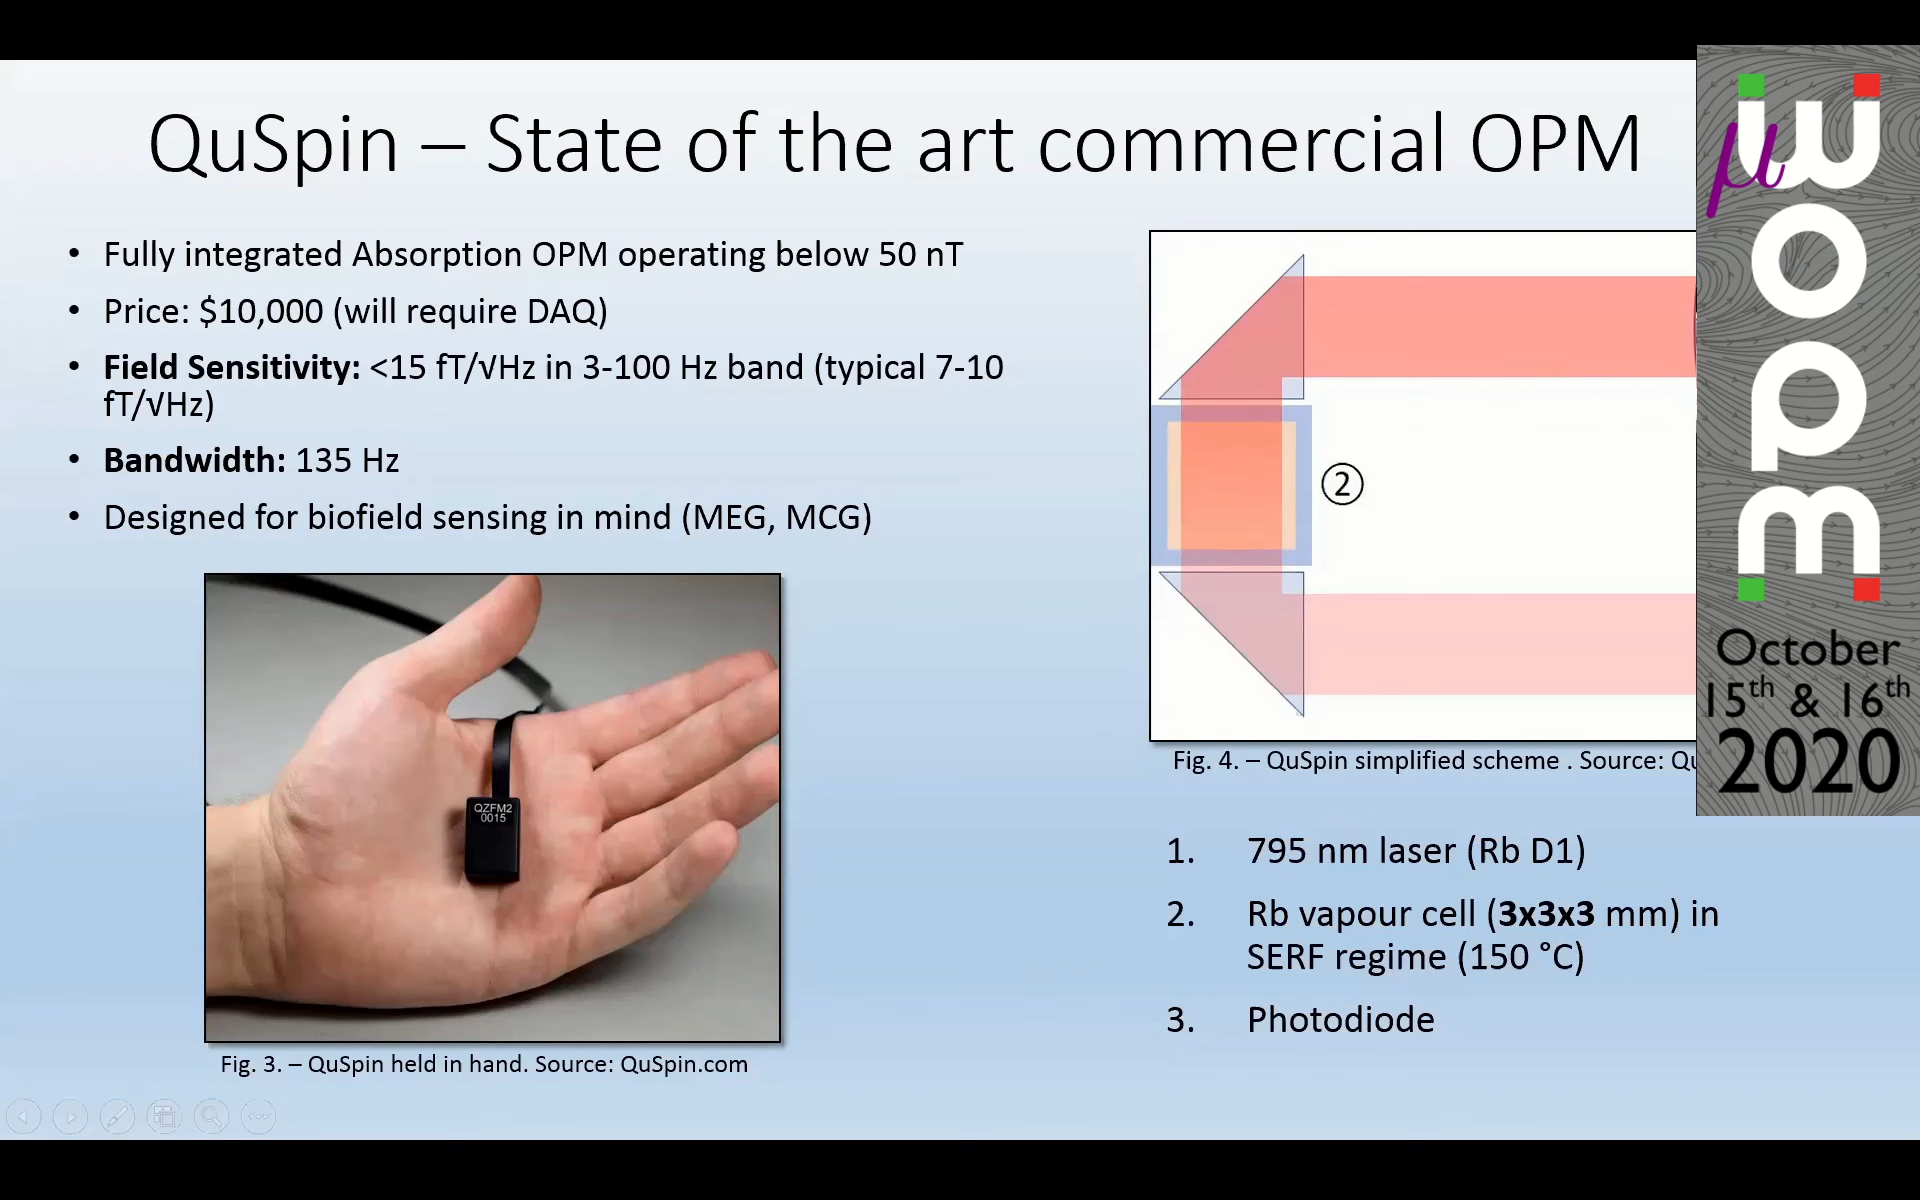 QuSpin – State of the art commercial OPM
• Fully integrated Absorption OPM operating below 50 nT
• Price: $10,000 (will require DAQ)
• Field Sensitivity: <15 fT/√Hz in 3-100 Hz band (typical 7-10
fT/√Hz)
• Bandwidth: 135 Hz
• Designed for biofield sensing in mind (MEG, MCG)
QZFM2
0015
Fig. 3. – QuSpin held in hand. Source: QuSpin.com
②
Fig. 4. – QuSpin simplified scheme . Source:
1. 795 nm laser (Rb D1)
2. Rb vapour cell (3x3x3 mm) in
SERF regime (150 °C)
3. Photodiode
µ
wopm
October
15th & 16th
2020